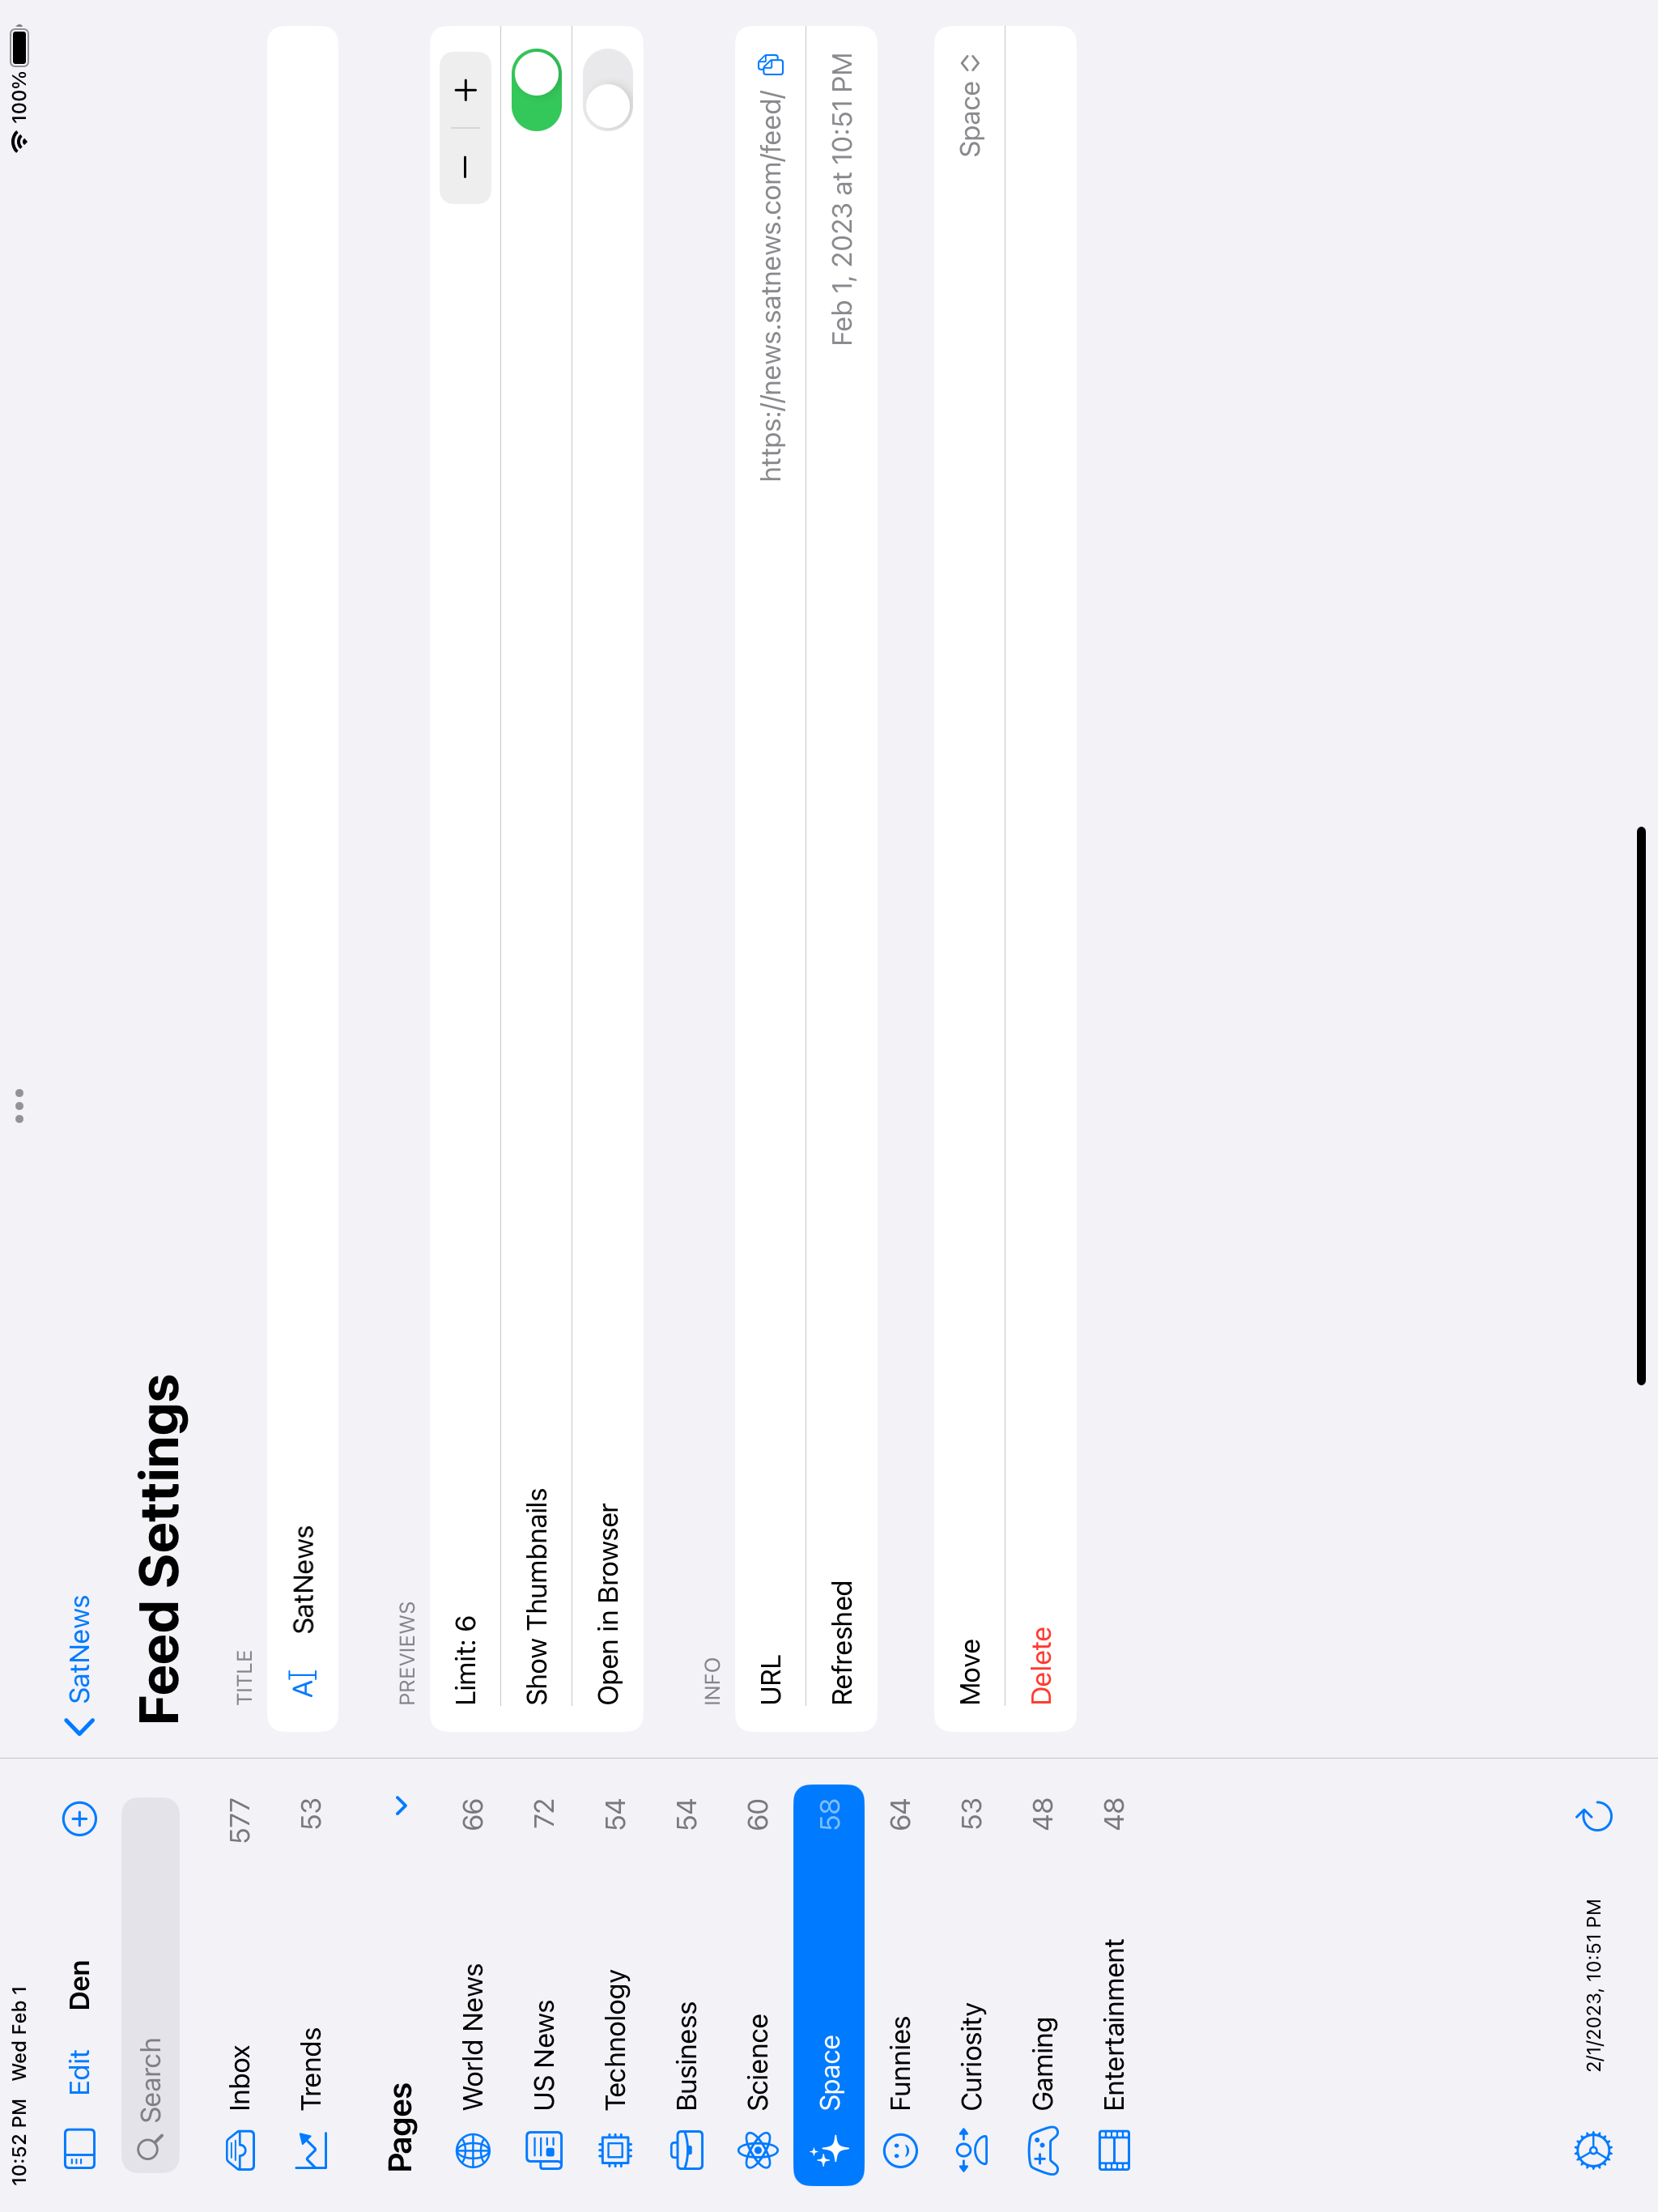 10:52 PM Wed Feb 1
100%
Edit
Den
Search
Inbox 577
Trends 53
Pages
World News 66
US News 72
Technology 54
Business 54
Science 60
Space 58
Funnies 64
Curiosity 53
Gaming 48
Entertainment 48
2/1/2023, 10:51 PM
SatNews
Feed Settings
TITLE
SatNews
PREVIEWS
Limit: 6
Show Thumbnails
Open in Browser
INFO
URL https://news.satnews.com/feed/
Refreshed Feb 1, 2023 at 10:51 PM
Move Space
Delete